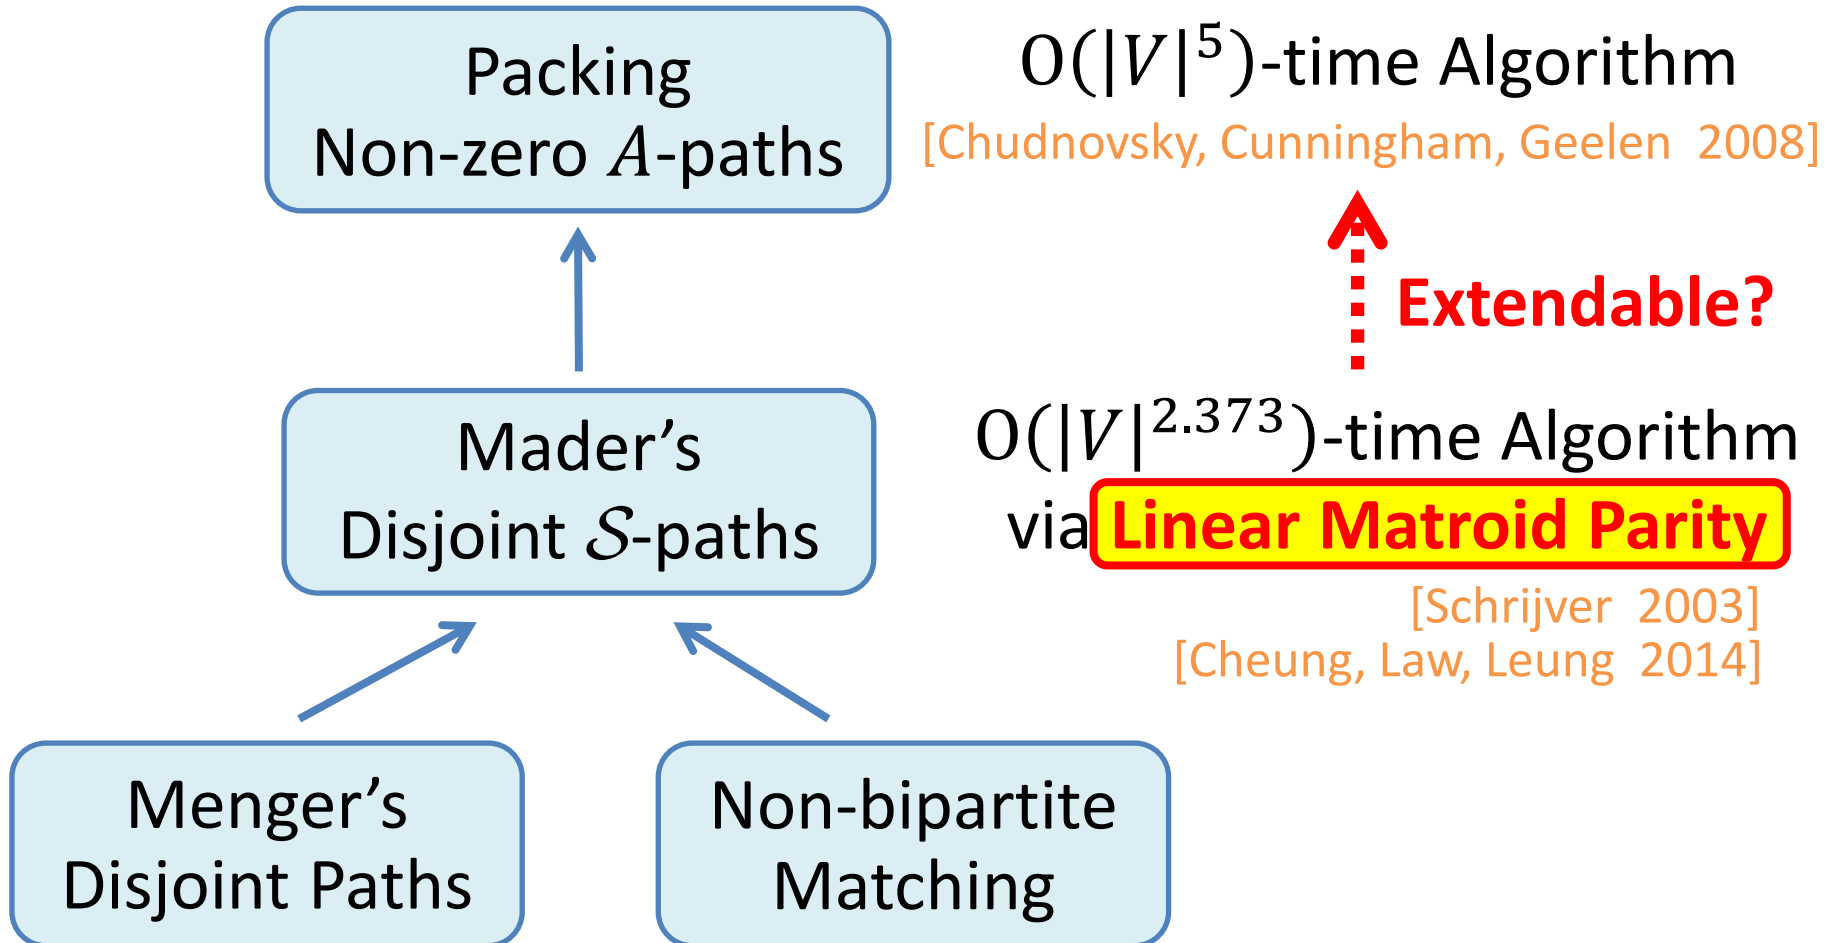 Packing
Non-zero A-paths
O(|V|^5)-time Algorithm
[Chudnovsky, Cunningham, Geelen 2008]
Extendable?
Mader’s
Disjoint 𝒮-paths
O(|V|^2.373)-time Algorithm
via Linear Matroid Parity
[Schrijver 2003]
[Cheung, Law, Leung 2014]
Menger’s
Disjoint Paths
Non-bipartite
Matching